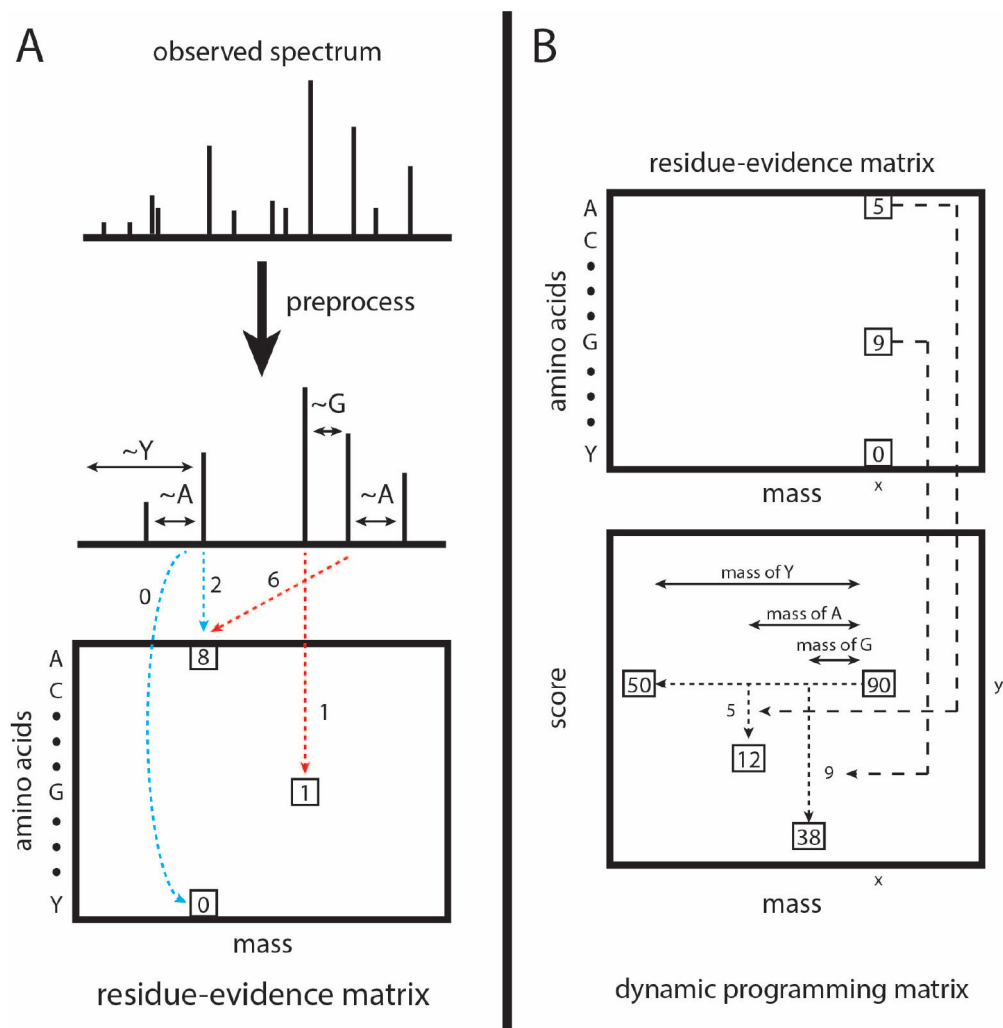 A
observed spectrum
preprocess
~Y
~A
~G
~A
0
2
6
1
amino acids
A
C
G
Y
8
1
0
mass
residue-evidence matrix
B
residue-evidence matrix
amino acids
A
C
G
Y
5
9
0
mass
x
score
mass of Y
mass of A
mass of G
50
90
y
5
12
9
38
x
mass
dynamic programming matrix